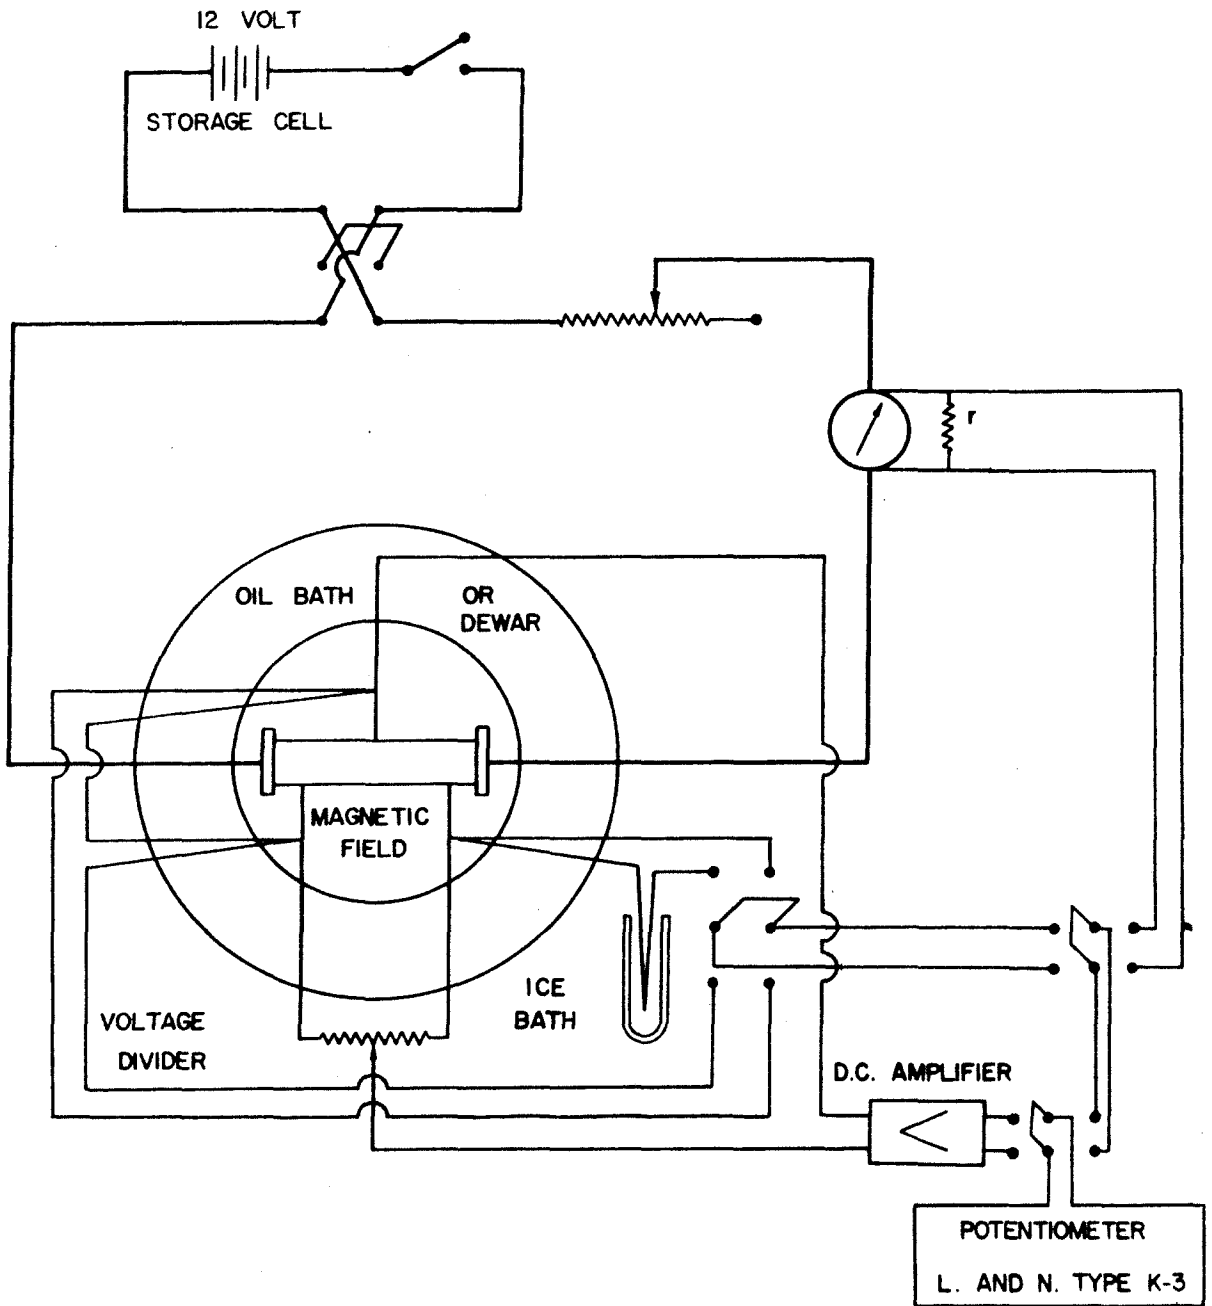 12 VOLT
STORAGE CELL
r
OIL BATH
OR
DEWAR
MAGNETIC
FIELD
ICE
BATH
VOLTAGE
DIVIDER
D.C. AMPLIFIER
POTENTIOMETER
L. AND N. TYPE K-3